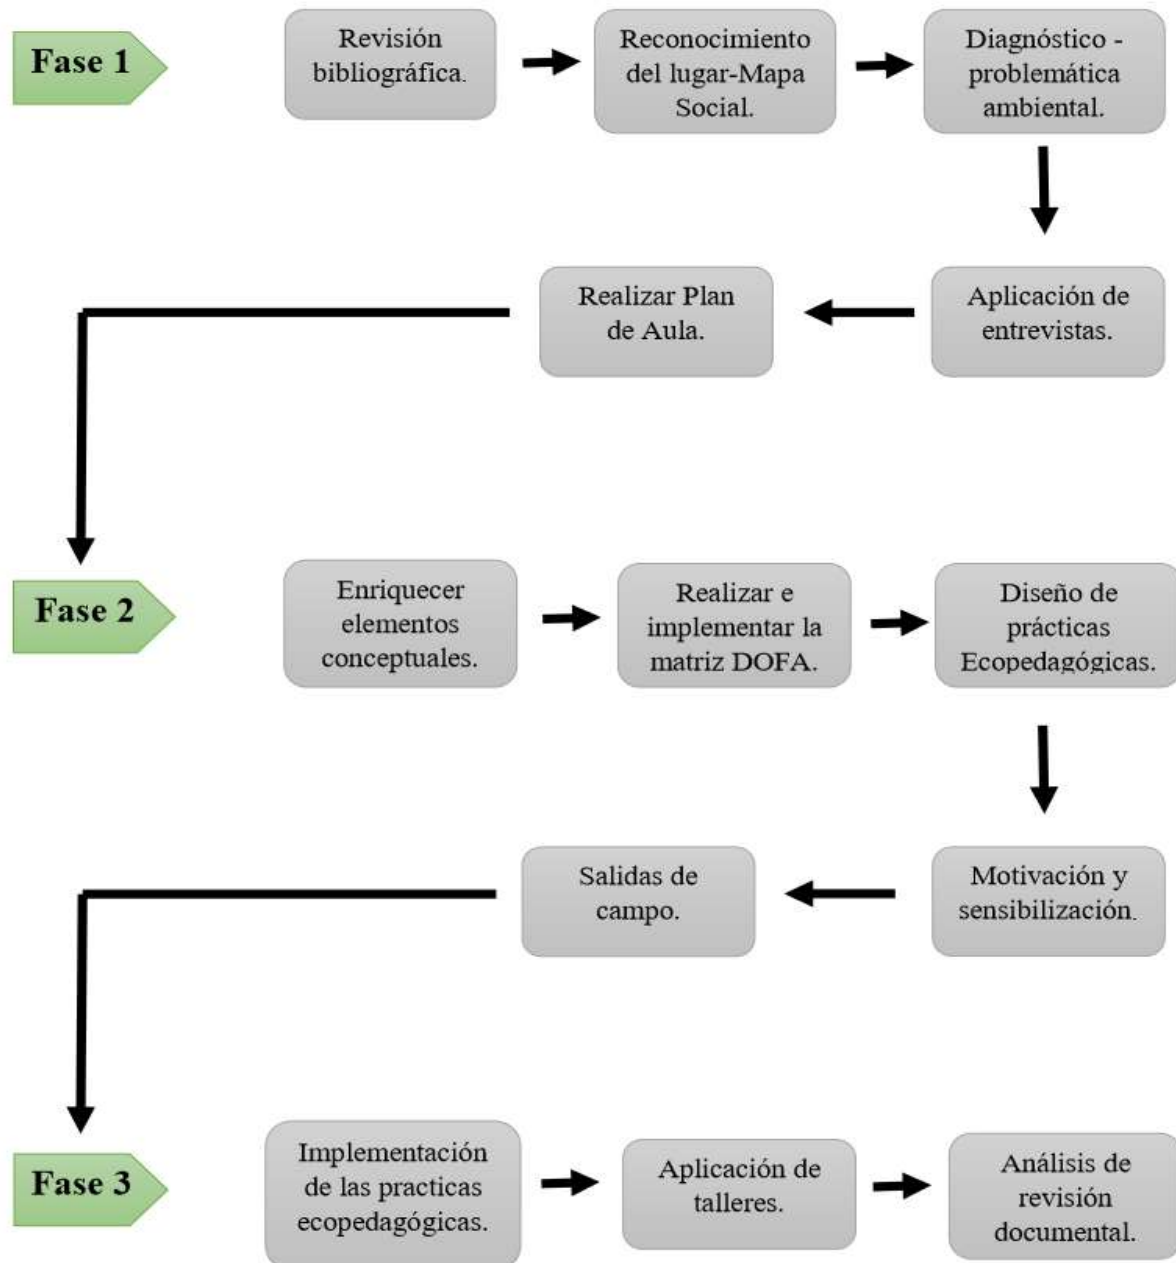 Fase 1
Revisión
bibliográfica.
Reconocimiento
del lugar-Mapa
Social.
Diagnóstico -
problemática
ambiental.
Aplicación de
entrevistas.
Realizar Plan
de Aula.
Fase 2
Enriquecer
elementos
conceptuales.
Realizar e
implementar la
matriz DOFA.
Diseño de
prácticas
Ecopedagógicas.
Motivación y
sensibilización.
Salidas de
campo.
Fase 3
Implementación
de las practicas
ecopedagógicas.
Aplicación de
talleres.
Análisis de
revisión
documental.